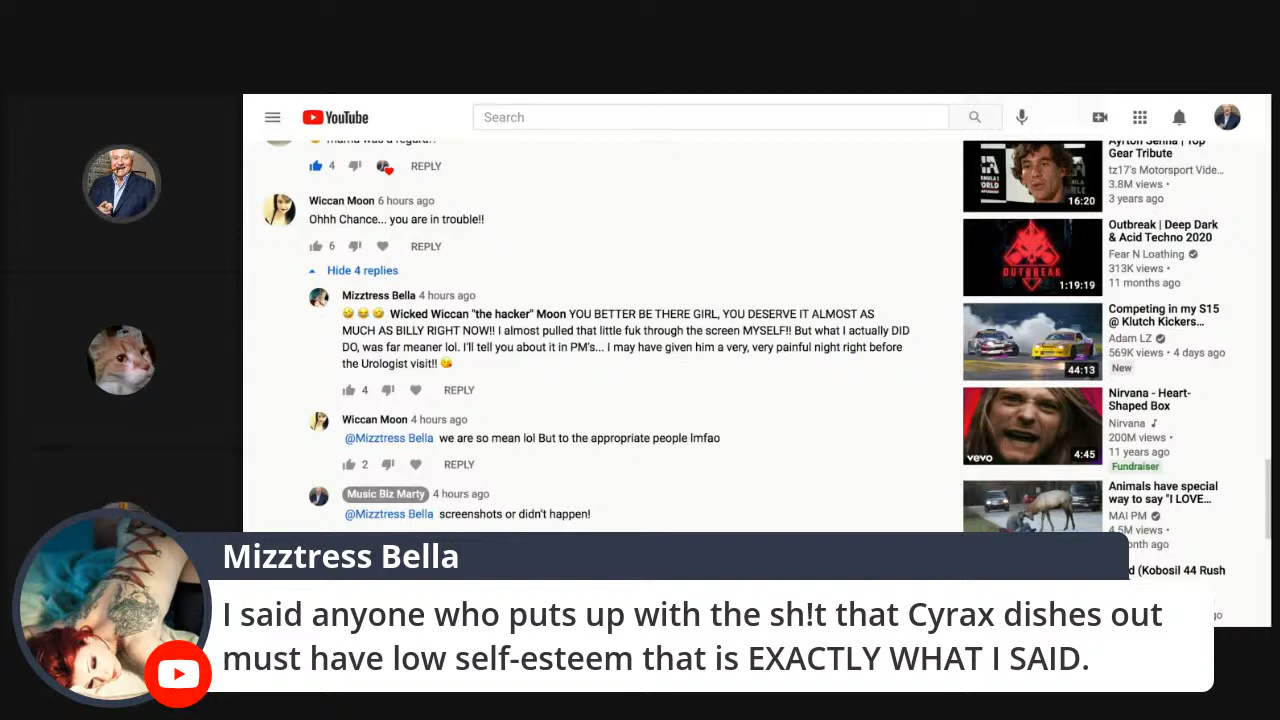 YouTube
Search
mama was a regard!!
4
REPLY
Wiccan Moon 6 hours ago
Ohhh Chance... you are in trouble!!
6
REPLY
Hide 4 replies
Mizztress Bella 4 hours ago
🤣 😂 🤣 Wicked Wiccan "the hacker" Moon YOU BETTER BE THERE GIRL, YOU DESERVE IT ALMOST AS
MUCH AS BILLY RIGHT NOW!! I almost pulled that little fuk through the screen MYSELF!! But what I actually DID
DO, was far meaner lol. I'll tell you about it in PM's... I may have given him a very, very painful night right before
the Urologist visit!! 😘
4
REPLY
Wiccan Moon 4 hours ago
@Mizztress Bella we are so mean lol But to the appropriate people lmfao
2
REPLY
Music Biz Marty 4 hours ago
@Mizztress Bella screenshots or didn't happen!
Ayrton Senna | Top
Gear Tribute
tz17's Motorsport Vide...
3.8M views •
3 years ago
16:20
Outbreak | Deep Dark
& Acid Techno 2020
Fear N Loathing
313K views •
11 months ago
OUTBREAK
1:19:19
Competing in my S15
@ Klutch Kickers...
Adam LZ
569K views • 4 days ago
New
44:13
Nirvana - Heart-
Shaped Box
Nirvana
200M views •
11 years ago
Fundraiser
vevo
4:45
Animals have special
way to say "I LOVE...
MAI PM
4.5M views •
month ago
(Kobosil 44 Rush
go
Mizztress Bella
I said anyone who puts up with the sh!t that Cyrax dishes out
must have low self-esteem that is EXACTLY WHAT I SAID.